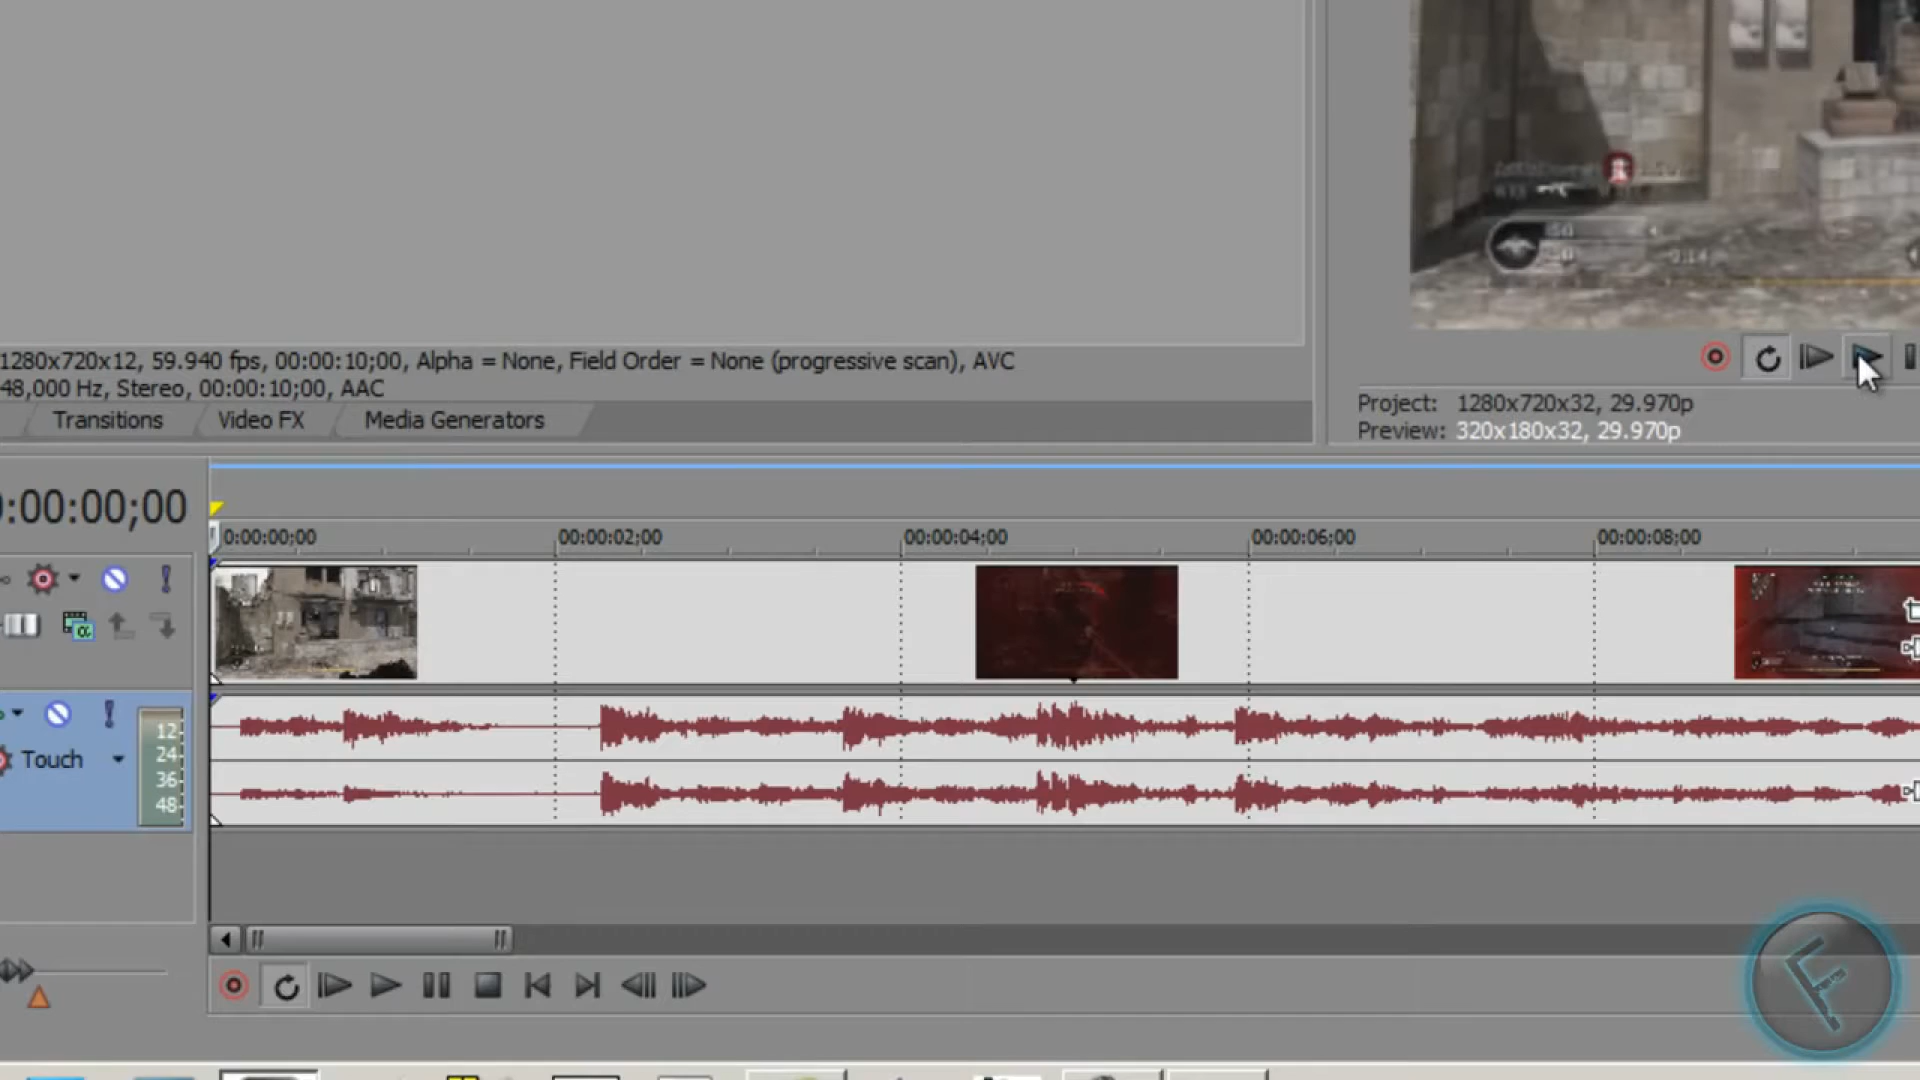 1280x720x12, 59.940 fps, 00:00:10;00, Alpha = None, Field Order = None (progressive scan), AVC
48,000 Hz, Stereo, 00:00:10;00, AAC
Transitions
Video FX
Media Generators
Project: 1280x720x32, 29.970p
Preview: 320x180x32, 29.970p
:00:00;00
0:00:00;00
00:00:02;00
00:00:04;00
00:00:06;00
00:00:08;00
Touch
12
24
36
48